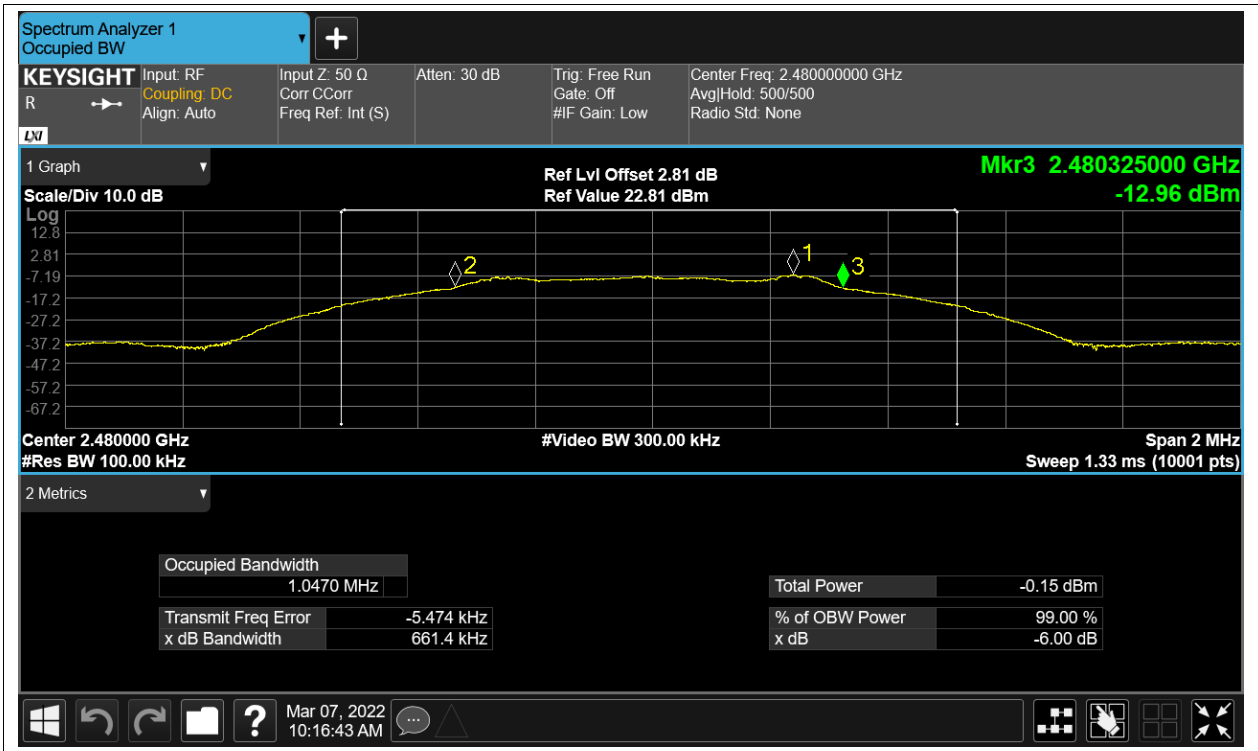 Spectrum Analyzer 1
Occupied BW
KEYSIGHT
R
LXI
Input: RF
Coupling: DC
Align: Auto
Input Z: 50 Ω
Corr CCorr
Freq Ref: Int (S)
Atten: 30 dB
Trig: Free Run
Gate: Off
#IF Gain: Low
Center Freq: 2.480000000 GHz
Avg|Hold: 500/500
Radio Std: None
1 Graph
Scale/Div 10.0 dB
Ref Lvl Offset 2.81 dB
Ref Value 22.81 dBm
Mkr3 2.480325000 GHz
-12.96 dBm
Log
12.8
2.81
-7.19
-17.2
-27.2
-37.2
-47.2
-57.2
-67.2
2
1
3
Center 2.480000 GHz
#Res BW 100.00 kHz
#Video BW 300.00 kHz
Span 2 MHz
Sweep 1.33 ms (10001 pts)
2 Metrics
Occupied Bandwidth
1.0470 MHz
Transmit Freq Error -5.474 kHz
x dB Bandwidth 661.4 kHz
Total Power -0.15 dBm
% of OBW Power 99.00 %
x dB -6.00 dB
?
Mar 07, 2022
10:16:43 AM